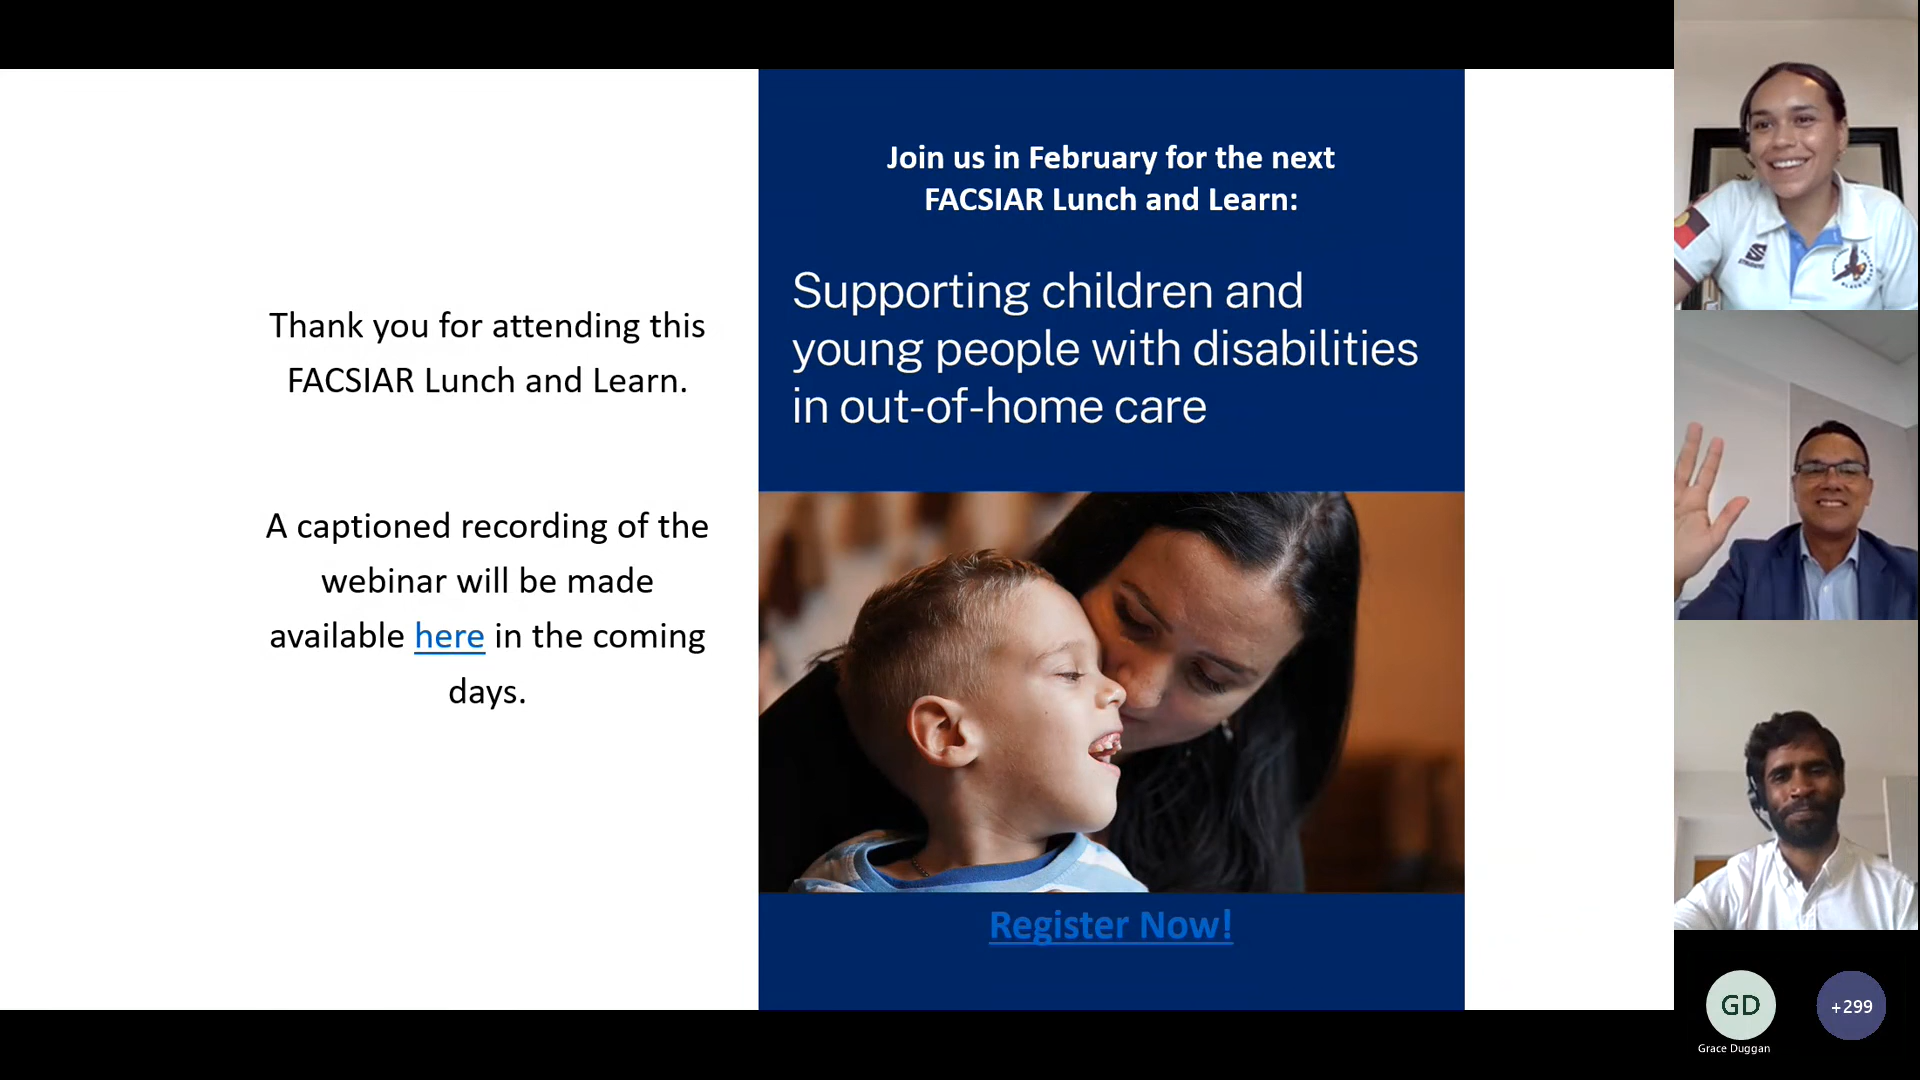 Thank you for attending this
FACSIAR Lunch and Learn.
A captioned recording of the
webinar will be made
available here in the coming
days.
Join us in February for the next
FACSIAR Lunch and Learn:
Supporting children and
young people with disabilities
in out-of-home care
Register Now!
GD
Grace Duggan
+299